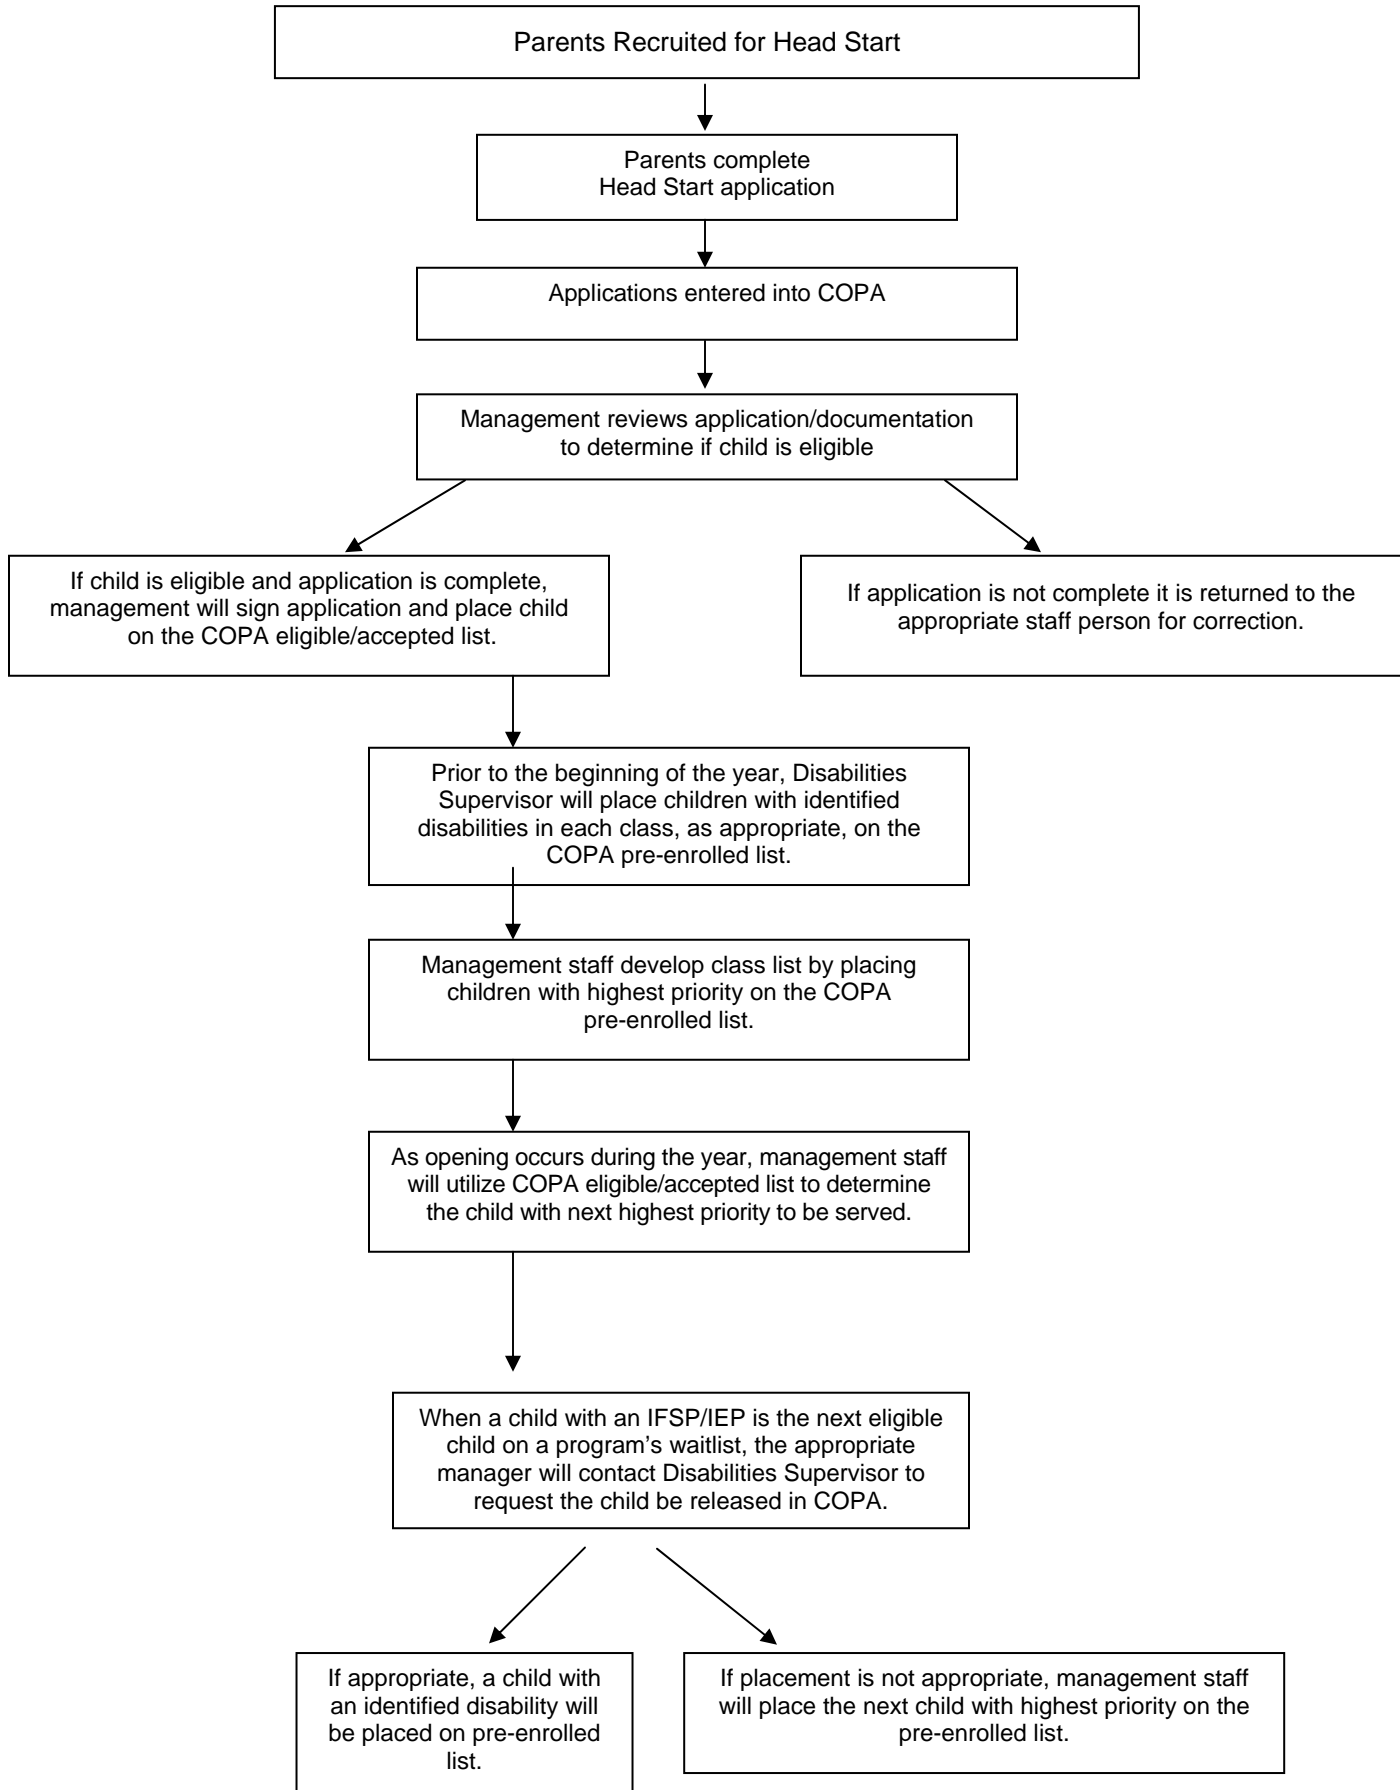 Parents Recruited for Head Start
Parents complete
Head Start application
Applications entered into COPA
Management reviews application/documentation
to determine if child is eligible
If child is eligible and application is complete,
management will sign application and place child
on the COPA eligible/accepted list.
If application is not complete it is returned to the
appropriate staff person for correction.
Prior to the beginning of the year, Disabilities
Supervisor will place children with identified
disabilities in each class, as appropriate, on the
COPA pre-enrolled list.
Management staff develop class list by placing
children with highest priority on the COPA
pre-enrolled list.
As opening occurs during the year, management staff
will utilize COPA eligible/accepted list to determine
the child with next highest priority to be served.
When a child with an IFSP/IEP is the next eligible
child on a program’s waitlist, the appropriate
manager will contact Disabilities Supervisor to
request the child be released in COPA.
If appropriate, a child with
an identified disability will
be placed on pre-enrolled
list.
If placement is not appropriate, management staff
will place the next child with highest priority on the
pre-enrolled list.